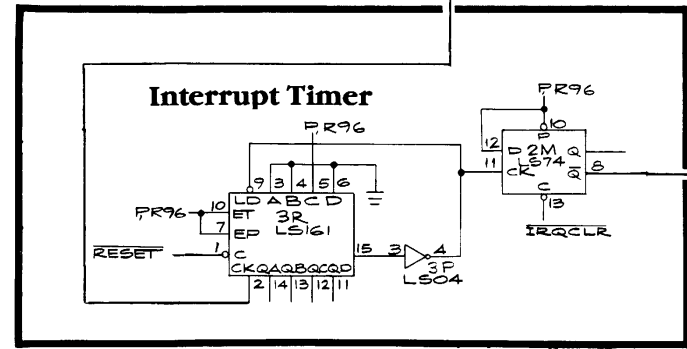 Interrupt Timer
P,R96
PR96
12 D P 10 2M Q
11 CK LS74 Q 8
C
13
IRQCLR
9 3 4 5 6
LD A B C D
PR96 10 ET 3R
7 EP LS161
RESET 1 C 15 3 4
CK QA QB QC QD 3P
2 14 13 12 11 LS04